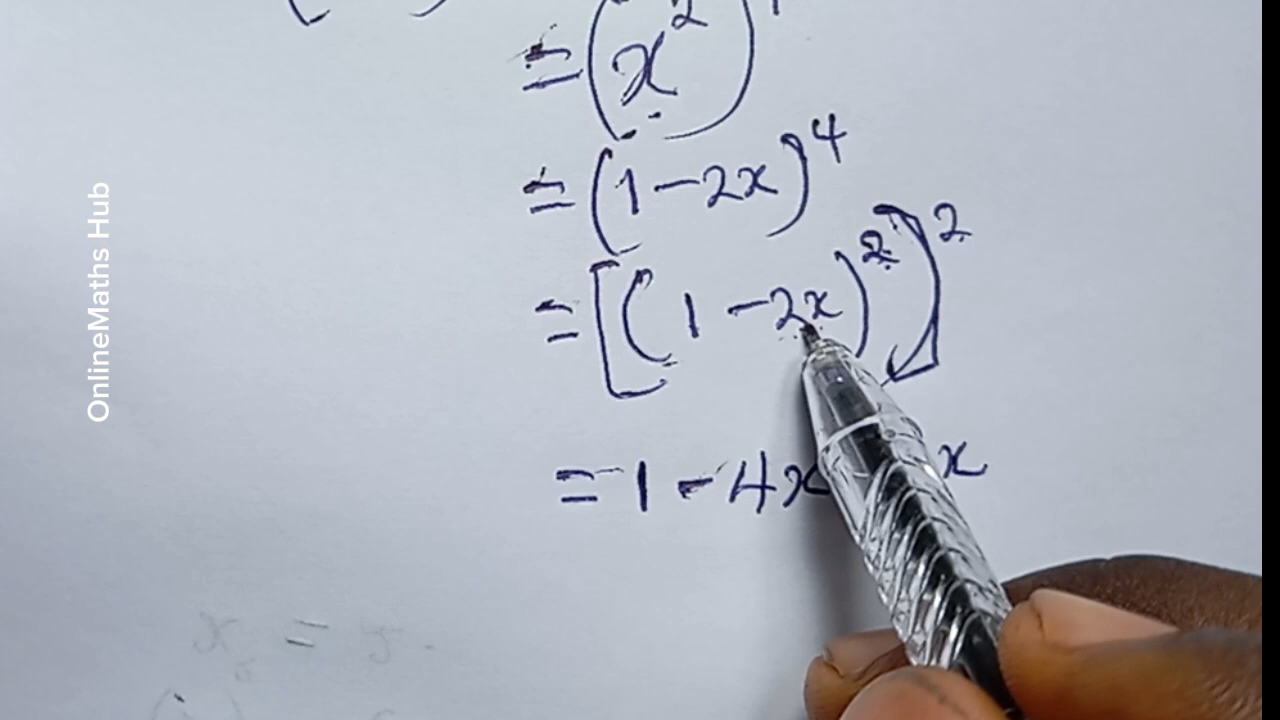 = (x²)
= (1 - 2x)⁴
= [(1 - 2x)²]²
= 1 - 4x x
OnlineMaths Hub
x =